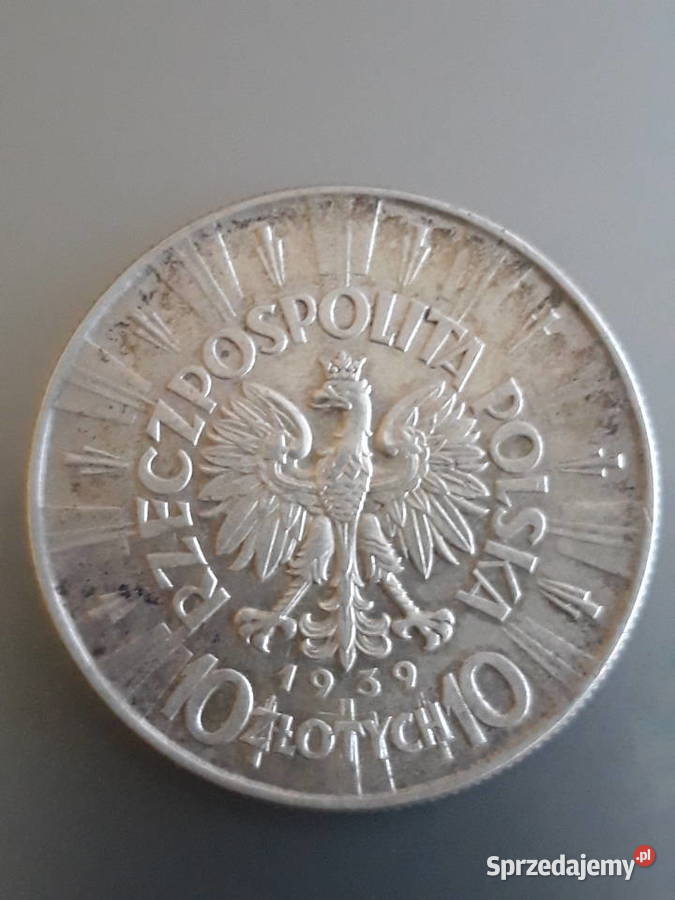 RZECZPOSPOLITA POLSKA
1939
10 ZŁOTYCH 10
Sprzedajemy.pl